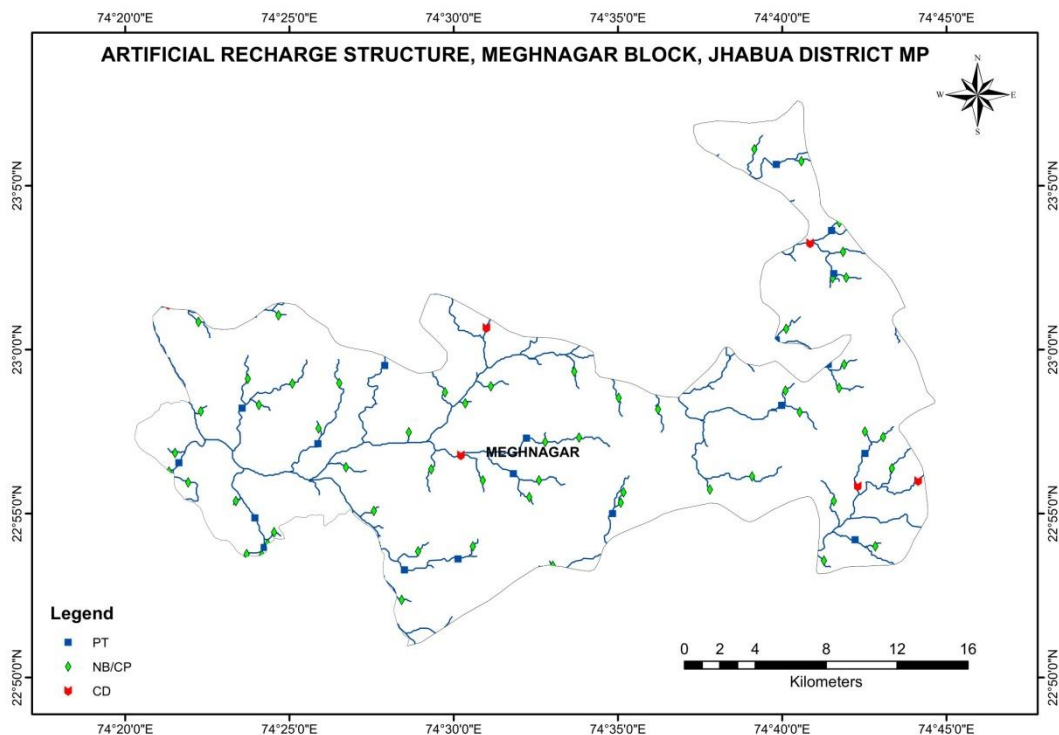 74°20'0"E 74°25'0"E 74°30'0"E 74°35'0"E 74°40'0"E 74°45'0"E
ARTIFICIAL RECHARGE STRUCTURE, MEGHNAGAR BLOCK, JHABUA DISTRICT MP
N
W E
S
23°5'0"N 23°5'0"N
23°0'0"N 23°0'0"N
MEGHNAGAR
22°55'0"N 22°55'0"N
Legend
PT
NB/CP
CD
0 2 4 8 12 16
Kilometers
22°50'0"N 22°50'0"N
74°20'0"E 74°25'0"E 74°30'0"E 74°35'0"E 74°40'0"E 74°45'0"E